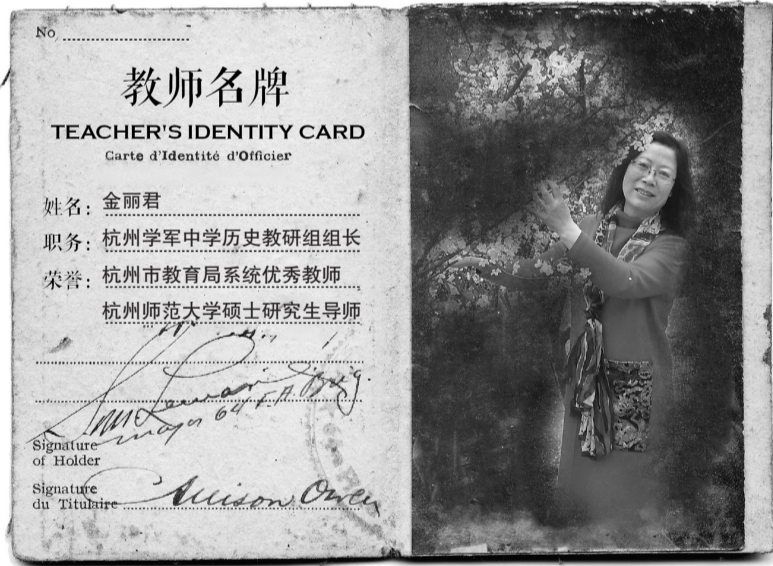 No
教师名牌
TEACHER'S IDENTITY CARD
Carte d'Identité d'Officier
姓名：金丽君
职务：杭州学军中学历史教研组组长
荣誉：杭州市教育局系统优秀教师
杭州师范大学硕士研究生导师
Major 64 F.A. Brig.
Signature
of Holder
Signature
du Titulaire